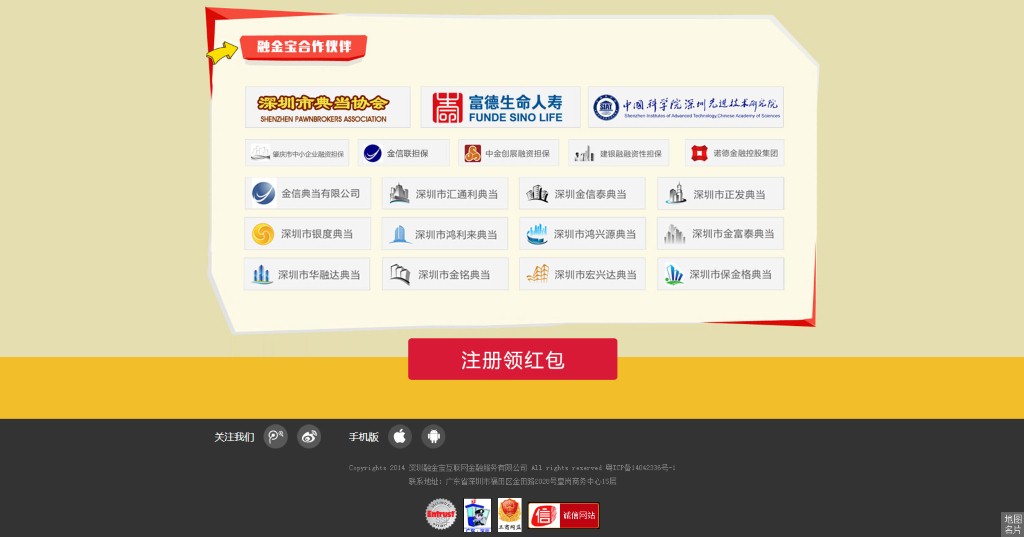 融金宝合作伙伴
深圳市典当协会
SHENZHEN PAWNBROKERS ASSOCIATION
富德生命人寿
FUNDE SINO LIFE
中国科学院深圳先进技术研究院
Shenzhen Institutes of Advanced Technology,Chinese Academy of Sciences
肇庆市中小企业融资担保
金信联担保
中金创展融资担保
建银融融资性担保
诺德金融控股集团
金信典当有限公司
深圳市汇通利典当
深圳金信泰典当
深圳市正发典当
深圳市银度典当
深圳市鸿利来典当
深圳市鸿兴源典当
深圳市金富泰典当
深圳市华融达典当
深圳市金铭典当
深圳市宏兴达典当
深圳市保金格典当
注册领红包
关注我们
手机版
Copyrights 2014 深圳融金宝互联网金融服务有限公司 All rights reserved 粤ICP备14042335号-1
联系地址：广东省深圳市福田区金田路2020号皇岗商务中心15层
Entrust
工商网监
信
诚信网站
地图
名片